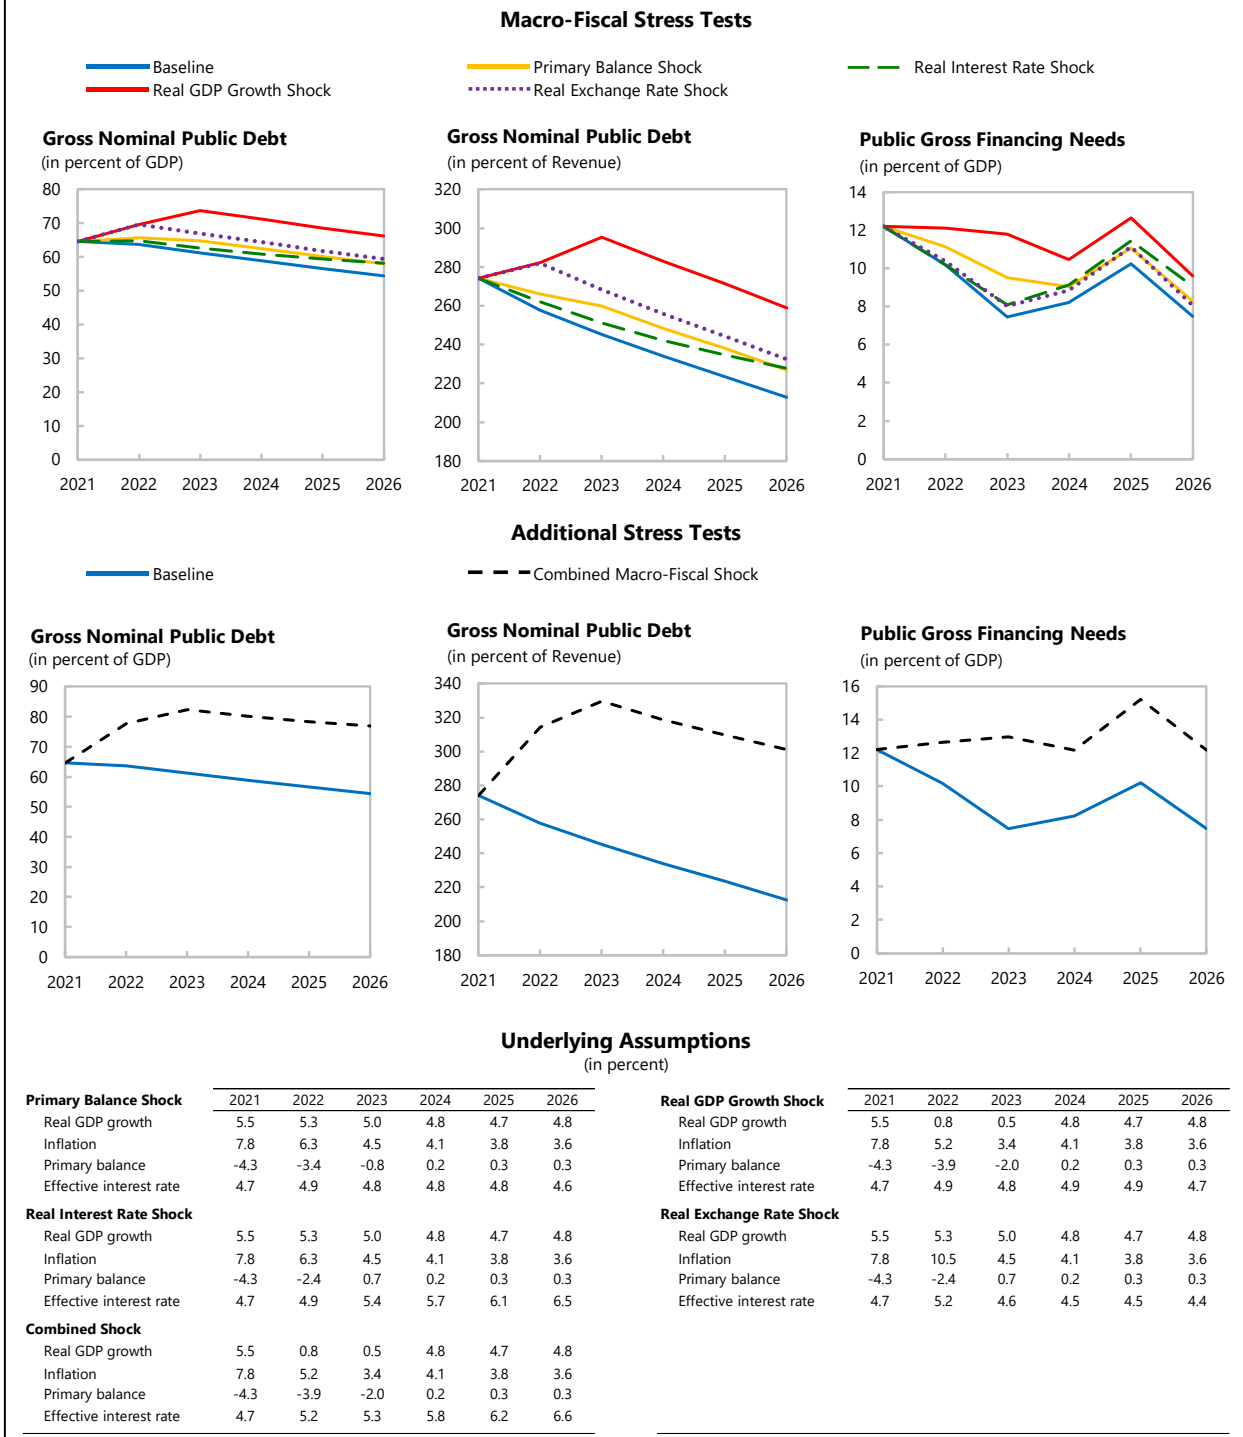 Macro-Fiscal Stress Tests
Baseline
Primary Balance Shock
Real Interest Rate Shock
Real GDP Growth Shock
Real Exchange Rate Shock
Gross Nominal Public Debt
(in percent of GDP)
80
70
60
50
40
30
20
10
0
2021 2022 2023 2024 2025 2026
Gross Nominal Public Debt
(in percent of Revenue)
320
300
280
260
240
220
200
180
2021 2022 2023 2024 2025 2026
Public Gross Financing Needs
(in percent of GDP)
14
12
10
8
6
4
2
0
2021 2022 2023 2024 2025 2026
Additional Stress Tests
Baseline
Combined Macro-Fiscal Shock
Gross Nominal Public Debt
(in percent of GDP)
90
80
70
60
50
40
30
20
10
0
2021 2022 2023 2024 2025 2026
Gross Nominal Public Debt
(in percent of Revenue)
340
320
300
280
260
240
220
200
180
2021 2022 2023 2024 2025 2026
Public Gross Financing Needs
(in percent of GDP)
16
14
12
10
8
6
4
2
0
2021 2022 2023 2024 2025 2026
Underlying Assumptions
(in percent)
Primary Balance Shock 2021 2022 2023 2024 2025 2026
Real GDP growth 5.5 5.3 5.0 4.8 4.7 4.8
Inflation 7.8 6.3 4.5 4.1 3.8 3.6
Primary balance -4.3 -3.4 -0.8 0.2 0.3 0.3
Effective interest rate 4.7 4.9 4.8 4.8 4.8 4.6
Real Interest Rate Shock
Real GDP growth 5.5 5.3 5.0 4.8 4.7 4.8
Inflation 7.8 6.3 4.5 4.1 3.8 3.6
Primary balance -4.3 -2.4 0.7 0.2 0.3 0.3
Effective interest rate 4.7 4.9 5.4 5.7 6.1 6.5
Combined Shock
Real GDP growth 5.5 0.8 0.5 4.8 4.7 4.8
Inflation 7.8 5.2 3.4 4.1 3.8 3.6
Primary balance -4.3 -3.9 -2.0 0.2 0.3 0.3
Effective interest rate 4.7 5.2 5.3 5.8 6.2 6.6
Real GDP Growth Shock 2021 2022 2023 2024 2025 2026
Real GDP growth 5.5 0.8 0.5 4.8 4.7 4.8
Inflation 7.8 5.2 3.4 4.1 3.8 3.6
Primary balance -4.3 -3.9 -2.0 0.2 0.3 0.3
Effective interest rate 4.7 4.9 4.8 4.9 4.9 4.7
Real Exchange Rate Shock
Real GDP growth 5.5 5.3 5.0 4.8 4.7 4.8
Inflation 7.8 10.5 4.5 4.1 3.8 3.6
Primary balance -4.3 -2.4 0.7 0.2 0.3 0.3
Effective interest rate 4.7 5.2 4.6 4.5 4.5 4.4